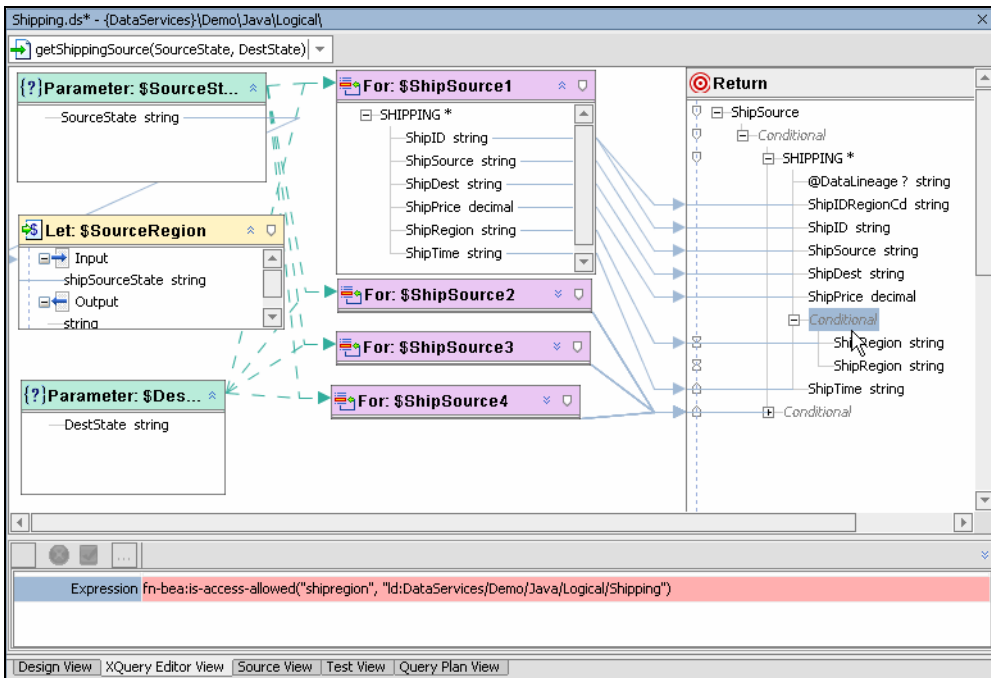 Shipping.ds* - {DataServices}\Demo\Java\Logical\
getShippingSource(SourceState, DestState)
{?}Parameter: $SourceSt...
SourceState string
Let: $SourceRegion
Input
shipSourceState string
Output
string
{?}Parameter: $Des...
DestState string
For: $ShipSource1
SHIPPING *
ShipID string
ShipSource string
ShipDest string
ShipPrice decimal
ShipRegion string
ShipTime string
For: $ShipSource2
For: $ShipSource3
For: $ShipSource4
Return
ShipSource
Conditional
SHIPPING *
@DataLineage ? string
ShipIDRegionCd string
ShipID string
ShipSource string
ShipDest string
ShipPrice decimal
Conditional
ShipRegion string
ShipRegion string
ShipTime string
Conditional
Expression fn-bea:is-access-allowed("shipregion", "ld:DataServices/Demo/Java/Logical/Shipping")
Design View XQuery Editor View Source View Test View Query Plan View